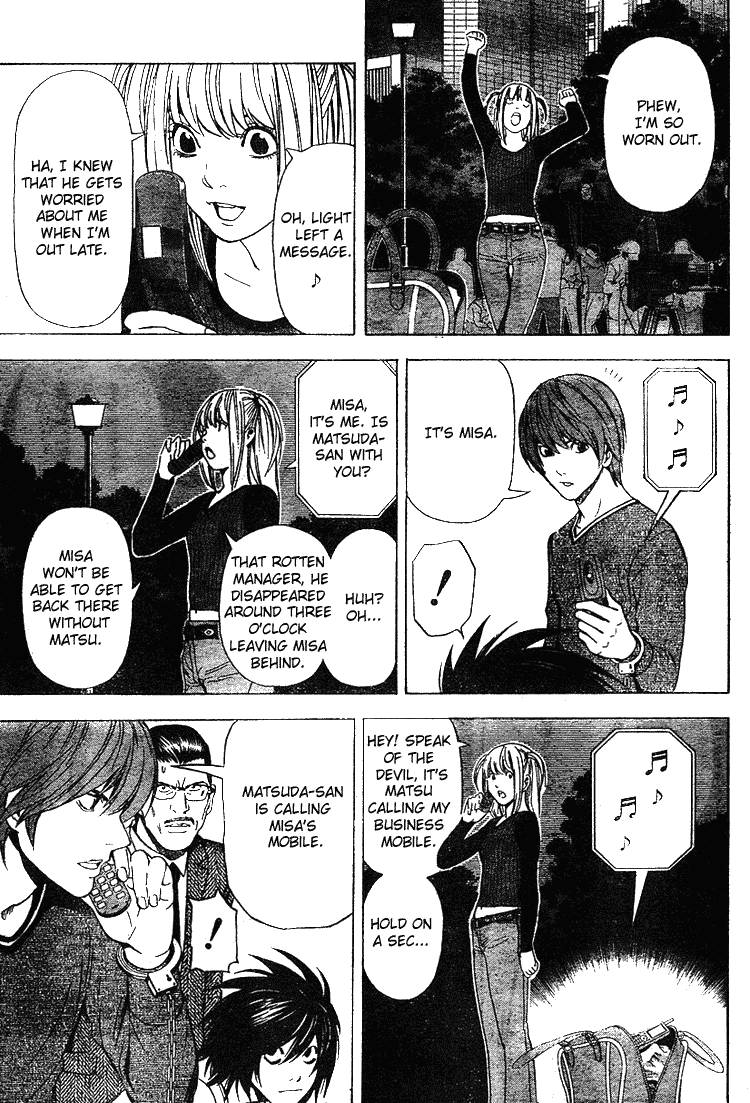 PHEW,
I'M SO
WORN OUT.
OH, LIGHT
LEFT A
MESSAGE.
♪
HA, I KNEW
THAT HE GETS
WORRIED
ABOUT ME
WHEN I'M
OUT LATE.
♫
♪
♫
IT'S MISA.
!
MISA,
IT'S ME. IS
MATSUDA-
SAN WITH
YOU?
HUH?
OH...
THAT ROTTEN
MANAGER, HE
DISAPPEARED
AROUND THREE
O'CLOCK
LEAVING MISA
BEHIND.
MISA
WON'T BE
ABLE TO GET
BACK THERE
WITHOUT
MATSU.
♫
♫
♪
HEY! SPEAK
OF THE
DEVIL, IT'S
MATSU
CALLING MY
BUSINESS
MOBILE.
HOLD ON
A SEC...
MATSUDA-SAN
IS CALLING
MISA'S
MOBILE.
!